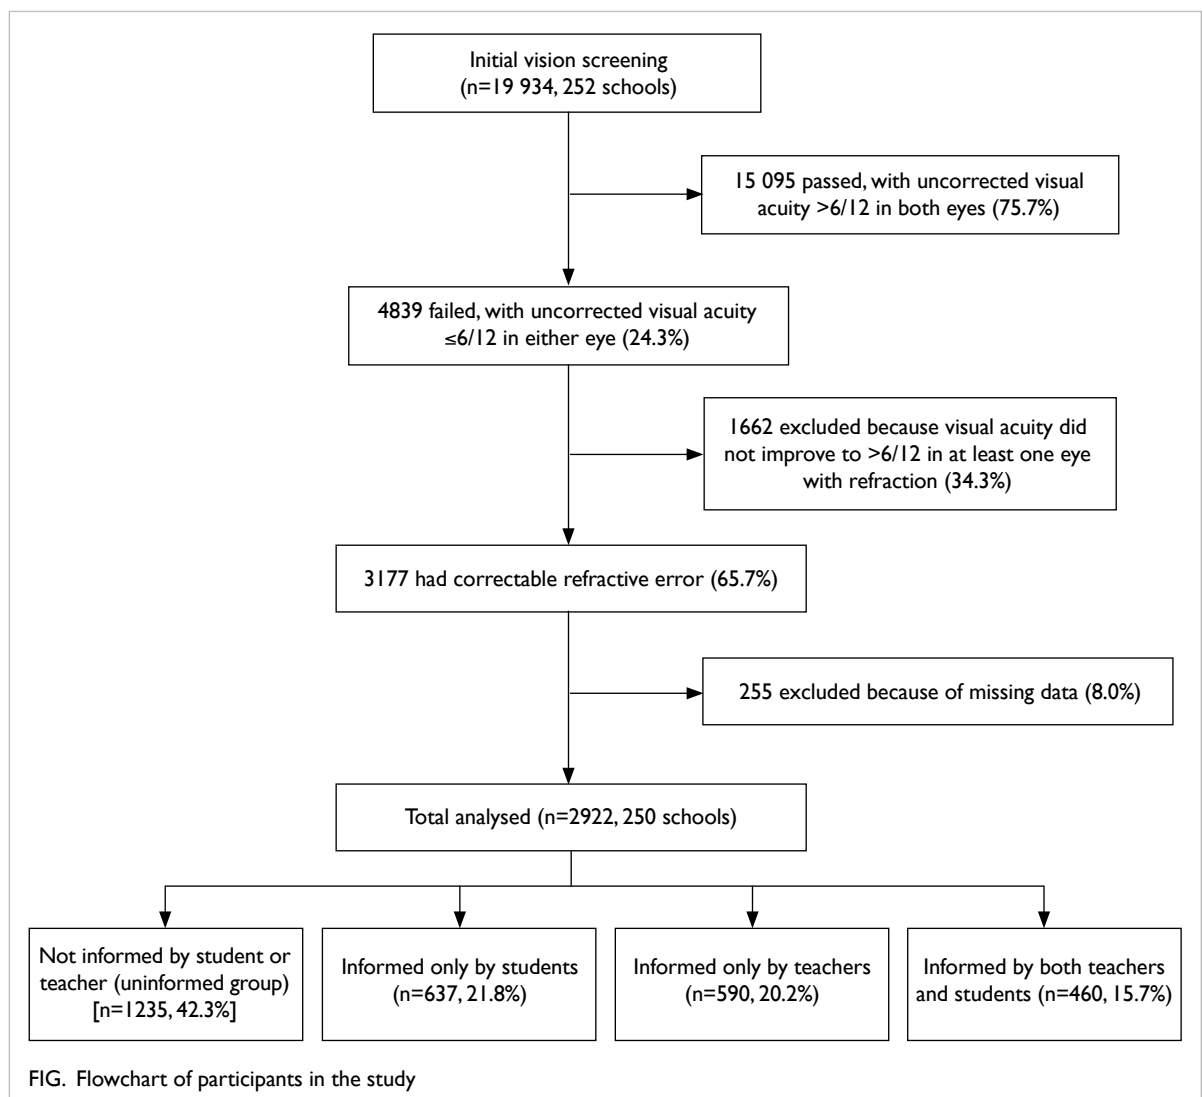 Initial vision screening
(n=19 934, 252 schools)
15 095 passed, with uncorrected visual
acuity >6/12 in both eyes (75.7%)
4839 failed, with uncorrected visual acuity
≤6/12 in either eye (24.3%)
1662 excluded because visual acuity did
not improve to >6/12 in at least one eye
with refraction (34.3%)
3177 had correctable refractive error (65.7%)
255 excluded because of missing data (8.0%)
Total analysed (n=2922, 250 schools)
Not informed by student or
teacher (uninformed group)
[n=1235, 42.3%]
Informed only by students
(n=637, 21.8%)
Informed only by teachers
(n=590, 20.2%)
Informed by both teachers
and students (n=460, 15.7%)
FIG. Flowchart of participants in the study